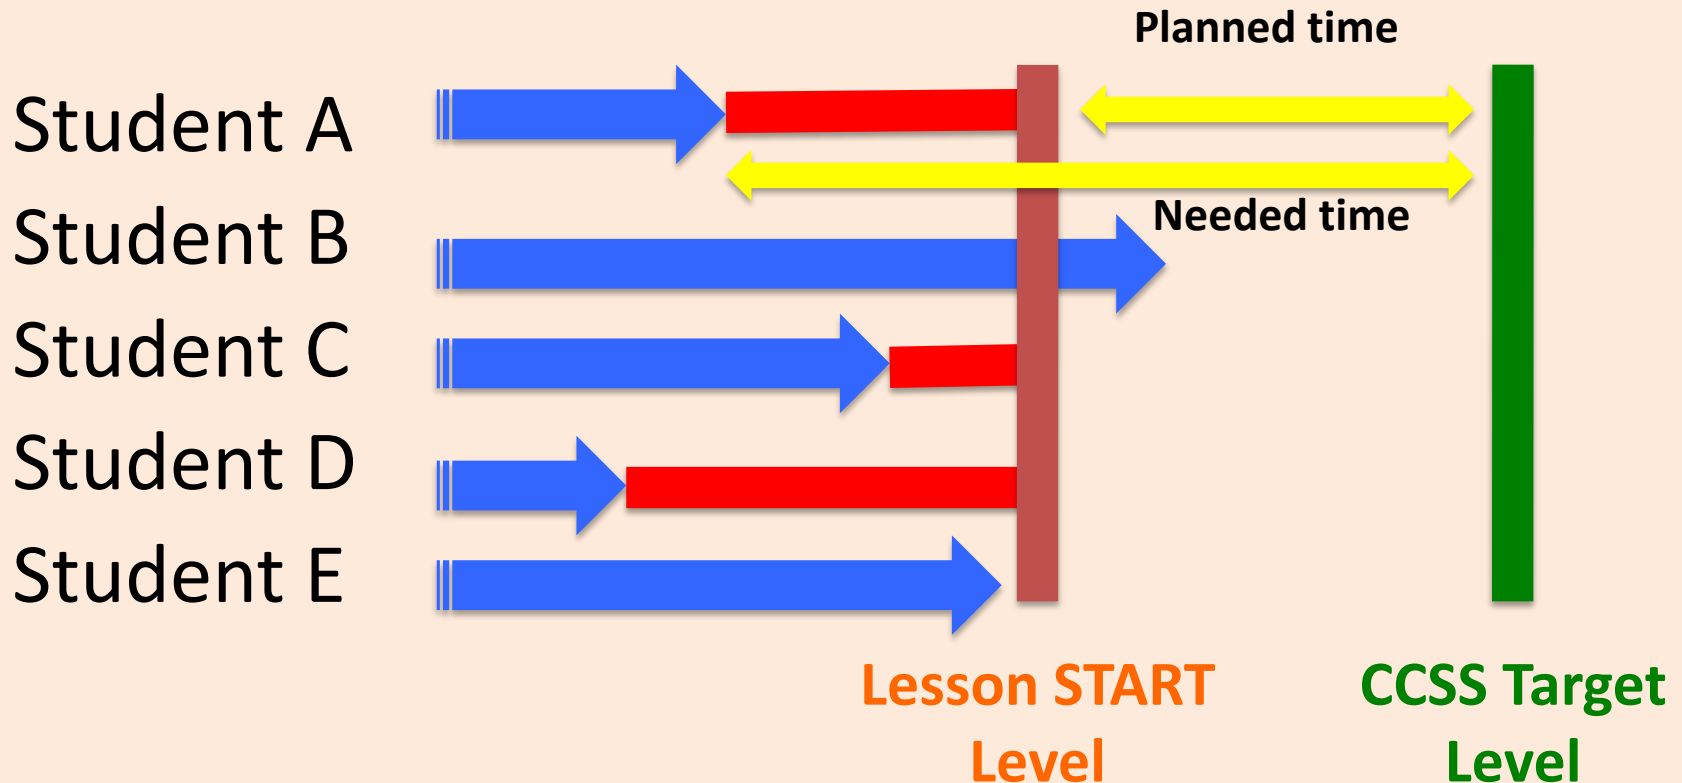 Planned time
Student A
Needed time
Student B
Student C
Student D
Student E
Lesson START
Level
CCSS Target
Level